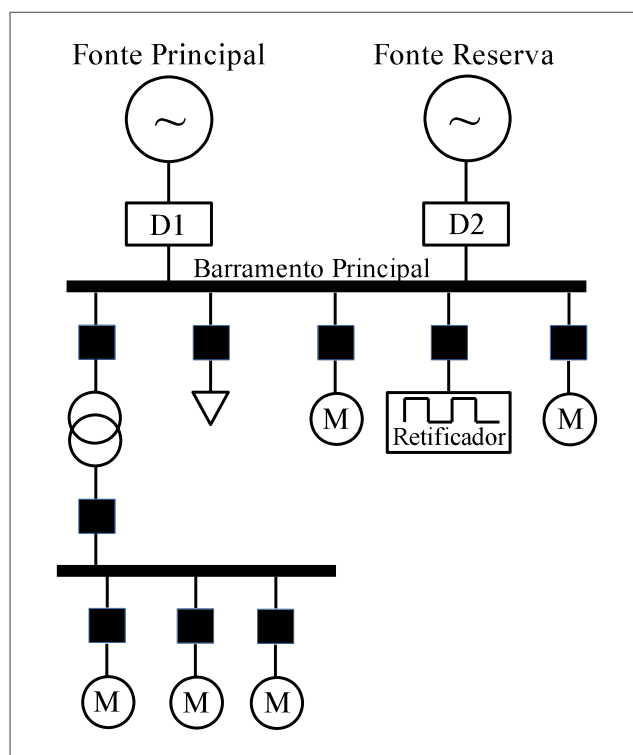 Fonte Principal
Fonte Reserva
~
~
D1
D2
Barramento Principal
M
Retificador
M
M
M
M